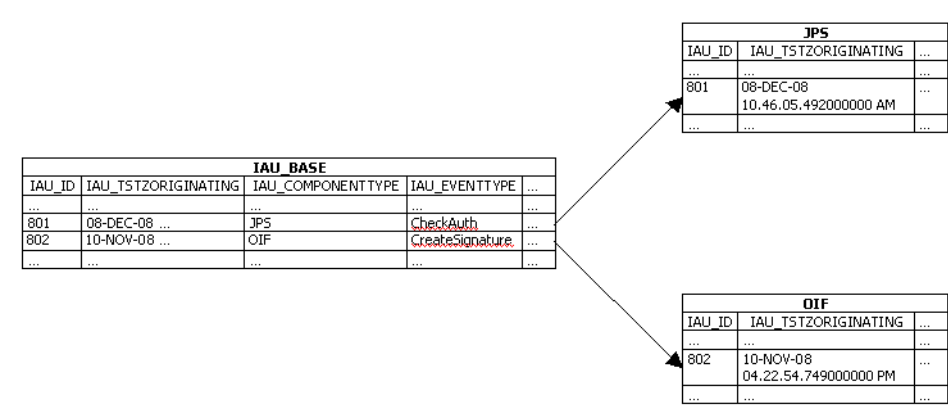 JPS
IAU_ID IAU_TSTZORIGINATING ...
... ... ...
801 08-DEC-08 ...
10.46.05.492000000 AM
... ... ...
IAU_BASE
IAU_ID IAU_TSTZORIGINATING IAU_COMPONENTTYPE IAU_EVENTTYPE ...
... ... ... ... ...
801 08-DEC-08 ... JPS CheckAuth ...
802 10-NOV-08 ... OIF CreateSignature ...
... ... ... ... ...
OIF
IAU_ID IAU_TSTZORIGINATING ...
... ... ...
802 10-NOV-08 ...
04.22.54.749000000 PM
... ... ...